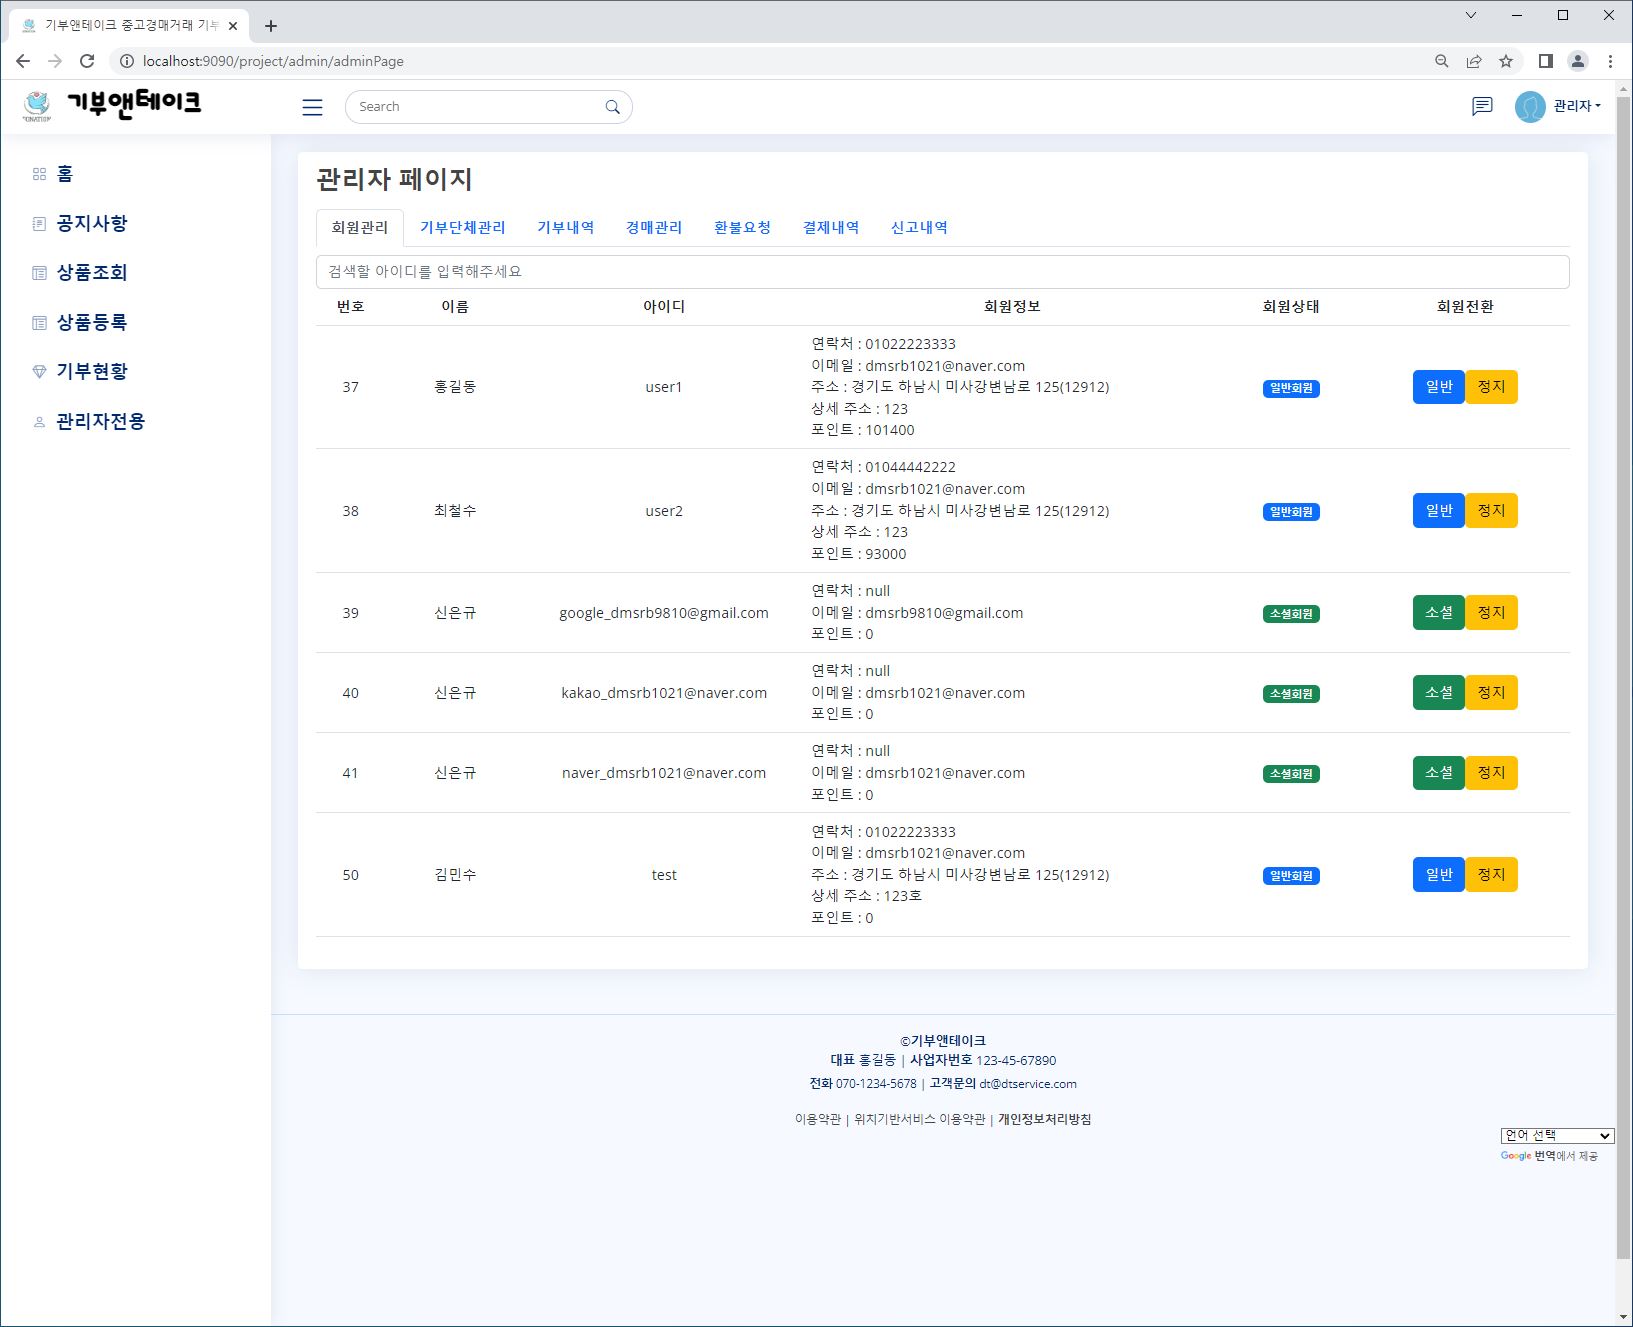 기부앤테이크 중고경매거래 기부
localhost:9090/project/admin/adminPage
기부앤테이크
Search
관리자
홈
공지사항
상품조회
상품등록
기부현황
관리자전용
관리자 페이지
회원관리 기부단체관리 기부내역 경매관리 환불요청 결제내역 신고내역
검색할 아이디를 입력해주세요
번호 이름 아이디 회원정보 회원상태 회원전환
연락처 : 01022223333
이메일 : dmsrb1021@naver.com
37 홍길동 user1 주소 : 경기도 하남시 미사강변남로 125(12912) 일반회원 일반 정지
상세 주소 : 123
포인트 : 101400
연락처 : 01044442222
이메일 : dmsrb1021@naver.com
38 최철수 user2 주소 : 경기도 하남시 미사강변남로 125(12912) 일반회원 일반 정지
상세 주소 : 123
포인트 : 93000
연락처 : null
39 신은규 google_dmsrb9810@gmail.com 이메일 : dmsrb9810@gmail.com 소셜회원 소셜 정지
포인트 : 0
연락처 : null
40 신은규 kakao_dmsrb1021@naver.com 이메일 : dmsrb1021@naver.com 소셜회원 소셜 정지
포인트 : 0
연락처 : null
41 신은규 naver_dmsrb1021@naver.com 이메일 : dmsrb1021@naver.com 소셜회원 소셜 정지
포인트 : 0
연락처 : 01022223333
이메일 : dmsrb1021@naver.com
50 김민수 test 주소 : 경기도 하남시 미사강변남로 125(12912) 일반회원 일반 정지
상세 주소 : 123호
포인트 : 0
©기부앤테이크
대표 홍길동 | 사업자번호 123-45-67890
전화 070-1234-5678 | 고객문의 dt@dtservice.com
이용약관 | 위치기반서비스 이용약관 | 개인정보처리방침
언어 선택
Google 번역에서 제공